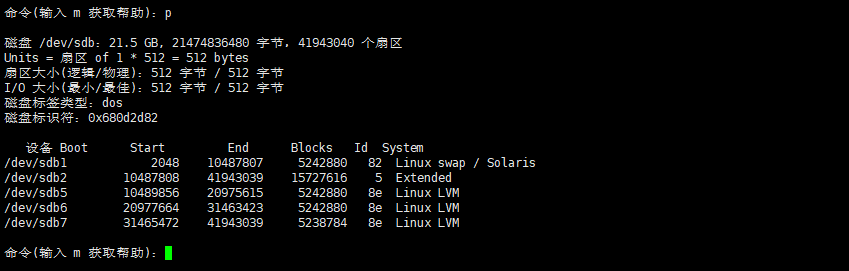 命令(输入 m 获取帮助)：p
磁盘 /dev/sdb：21.5 GB, 21474836480 字节，41943040 个扇区
Units = 扇区 of 1 * 512 = 512 bytes
扇区大小(逻辑/物理)：512 字节 / 512 字节
I/O 大小(最小/最佳)：512 字节 / 512 字节
磁盘标签类型：dos
磁盘标识符：0x680d2d82
设备 Boot      Start         End      Blocks   Id  System
/dev/sdb1            2048    10487807     5242880   82  Linux swap / Solaris
/dev/sdb2        10487808    41943039    15727616    5  Extended
/dev/sdb5        10489856    20975615     5242880   8e  Linux LVM
/dev/sdb6        20977664    31463423     5242880   8e  Linux LVM
/dev/sdb7        31465472    41943039     5238784   8e  Linux LVM
命令(输入 m 获取帮助)：